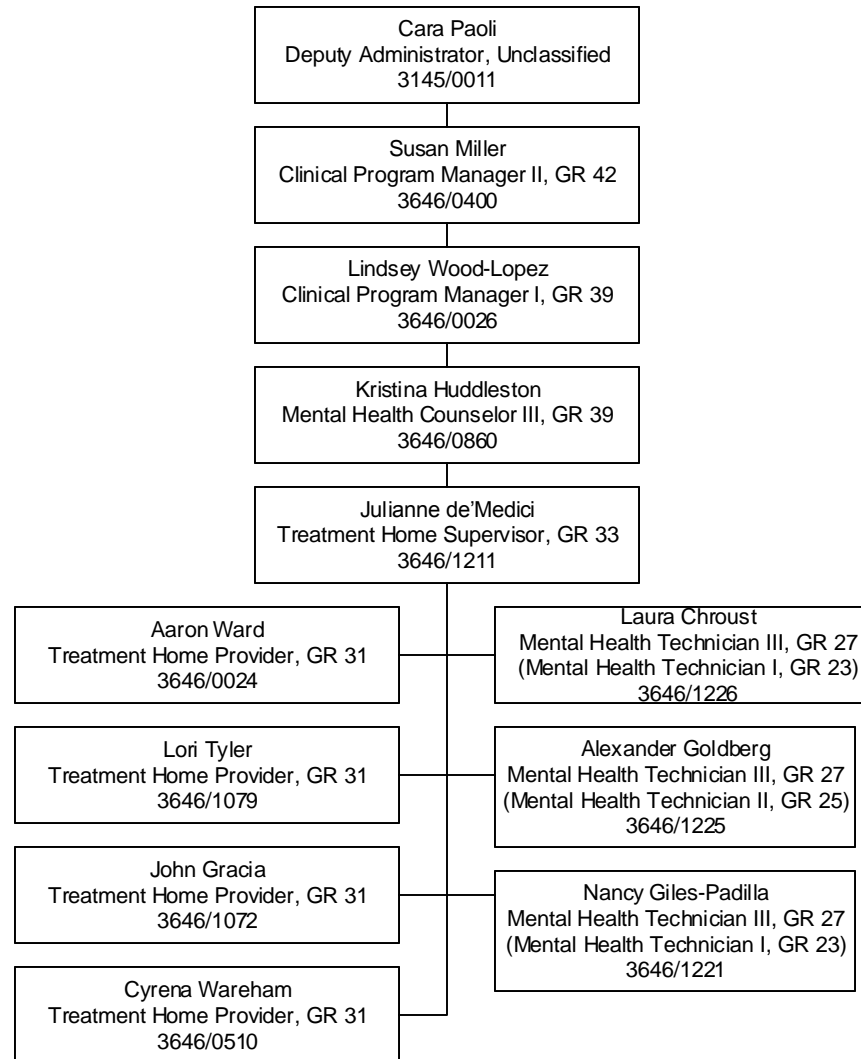 Cara Paoli
Deputy Administrator, Unclassified
3145/0011
Susan Miller
Clinical Program Manager II, GR 42
3646/0400
Lindsey Wood-Lopez
Clinical Program Manager I, GR 39
3646/0026
Kristina Huddleston
Mental Health Counselor III, GR 39
3646/0860
Julianne de’Medici
Treatment Home Supervisor, GR 33
3646/1211
Aaron Ward
Treatment Home Provider, GR 31
3646/0024
Laura Chroust
Mental Health Technician III, GR 27
(Mental Health Technician I, GR 23)
3646/1226
Lori Tyler
Treatment Home Provider, GR 31
3646/1079
Alexander Goldberg
Mental Health Technician III, GR 27
(Mental Health Technician II, GR 25)
3646/1225
John Gracia
Treatment Home Provider, GR 31
3646/1072
Nancy Giles-Padilla
Mental Health Technician III, GR 27
(Mental Health Technician I, GR 23)
3646/1221
Cyrena Wareham
Treatment Home Provider, GR 31
3646/0510